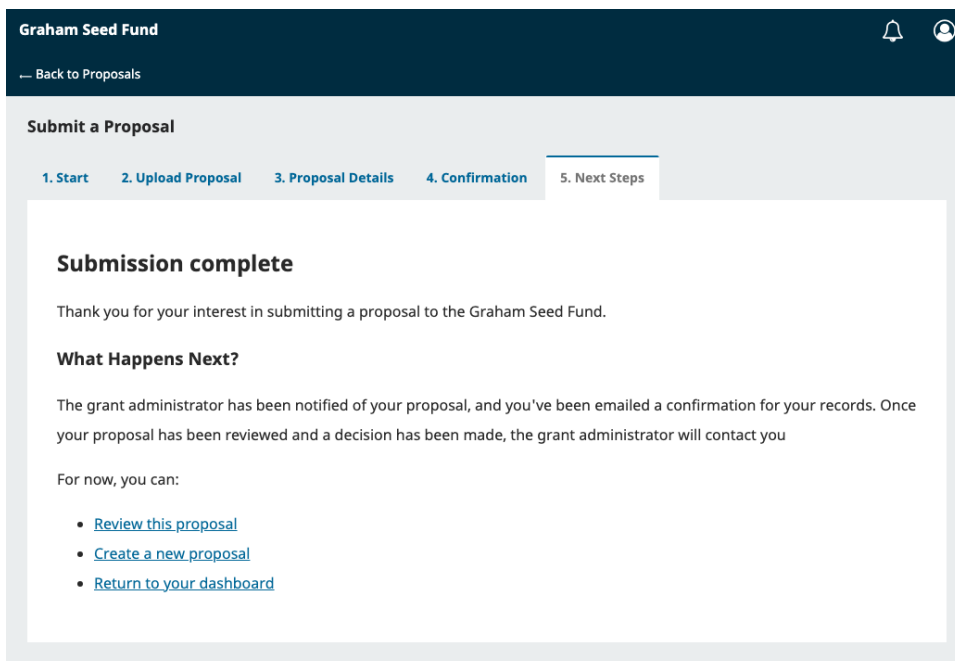 Graham Seed Fund
← Back to Proposals
Submit a Proposal
1. Start 2. Upload Proposal 3. Proposal Details 4. Confirmation 5. Next Steps
Submission complete
Thank you for your interest in submitting a proposal to the Graham Seed Fund.
What Happens Next?
The grant administrator has been notified of your proposal, and you've been emailed a confirmation for your records. Once
your proposal has been reviewed and a decision has been made, the grant administrator will contact you
For now, you can:
• Review this proposal
• Create a new proposal
• Return to your dashboard